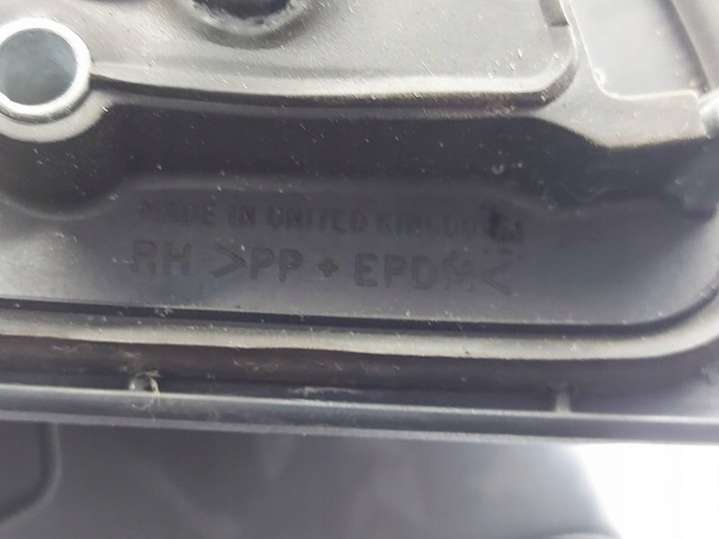 MADE IN UNITED KINGDOM
RH >PP + EPDM<